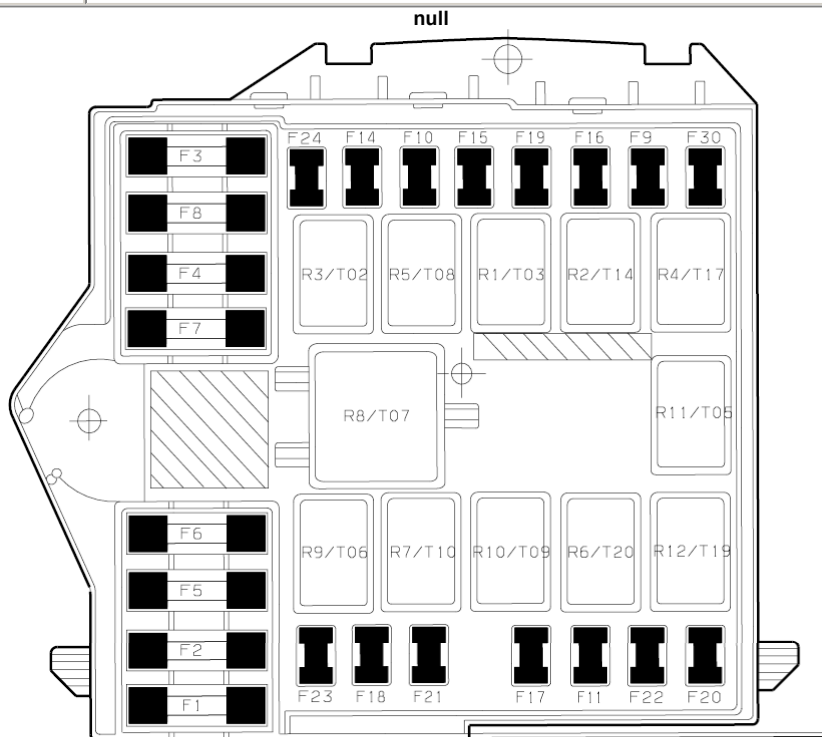 null
F24 F14 F10 F15 F19 F16 F9 F30
F3
F8
F4
F7
R3/T02 R5/T08 R1/T03 R2/T14 R4/T17
R8/T07
R11/T05
F6
F5
F2
F1
R9/T06 R7/T10 R10/T09 R6/T20 R12/T19
F23 F18 F21 F17 F11 F22 F20